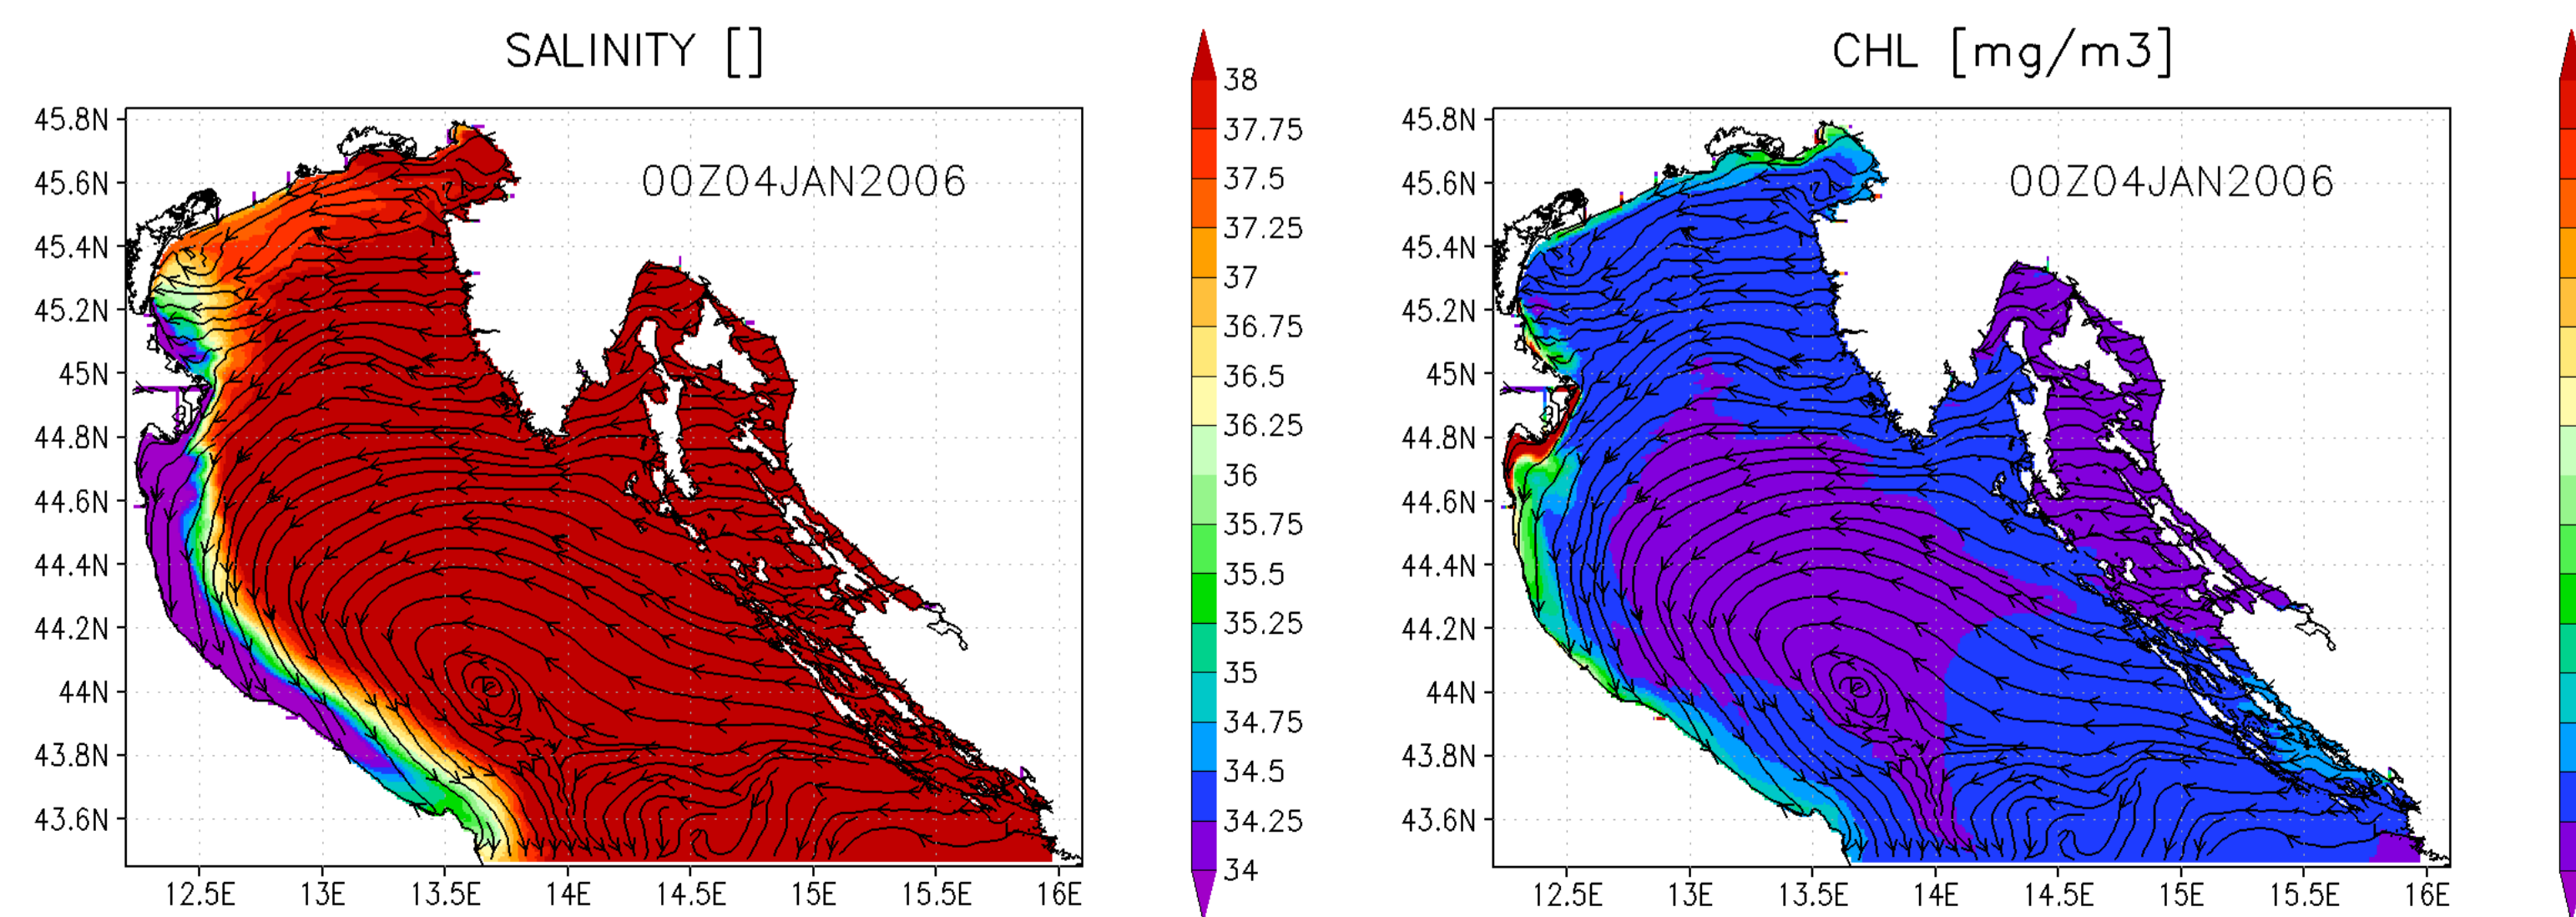 SALINITY []
CHL [mg/m3]
00Z04JAN2006
45.8N
45.6N
45.4N
45.2N
45N
44.8N
44.6N
44.4N
44.2N
44N
43.8N
43.6N
12.5E 13E 13.5E 14E 14.5E 15E 15.5E 16E
38
37.75
37.5
37.25
37
36.75
36.5
36.25
36
35.75
35.5
35.25
35
34.75
34.5
34.25
34
00Z04JAN2006
45.8N
45.6N
45.4N
45.2N
45N
44.8N
44.6N
44.4N
44.2N
44N
43.8N
43.6N
12.5E 13E 13.5E 14E 14.5E 15E 15.5E 16E